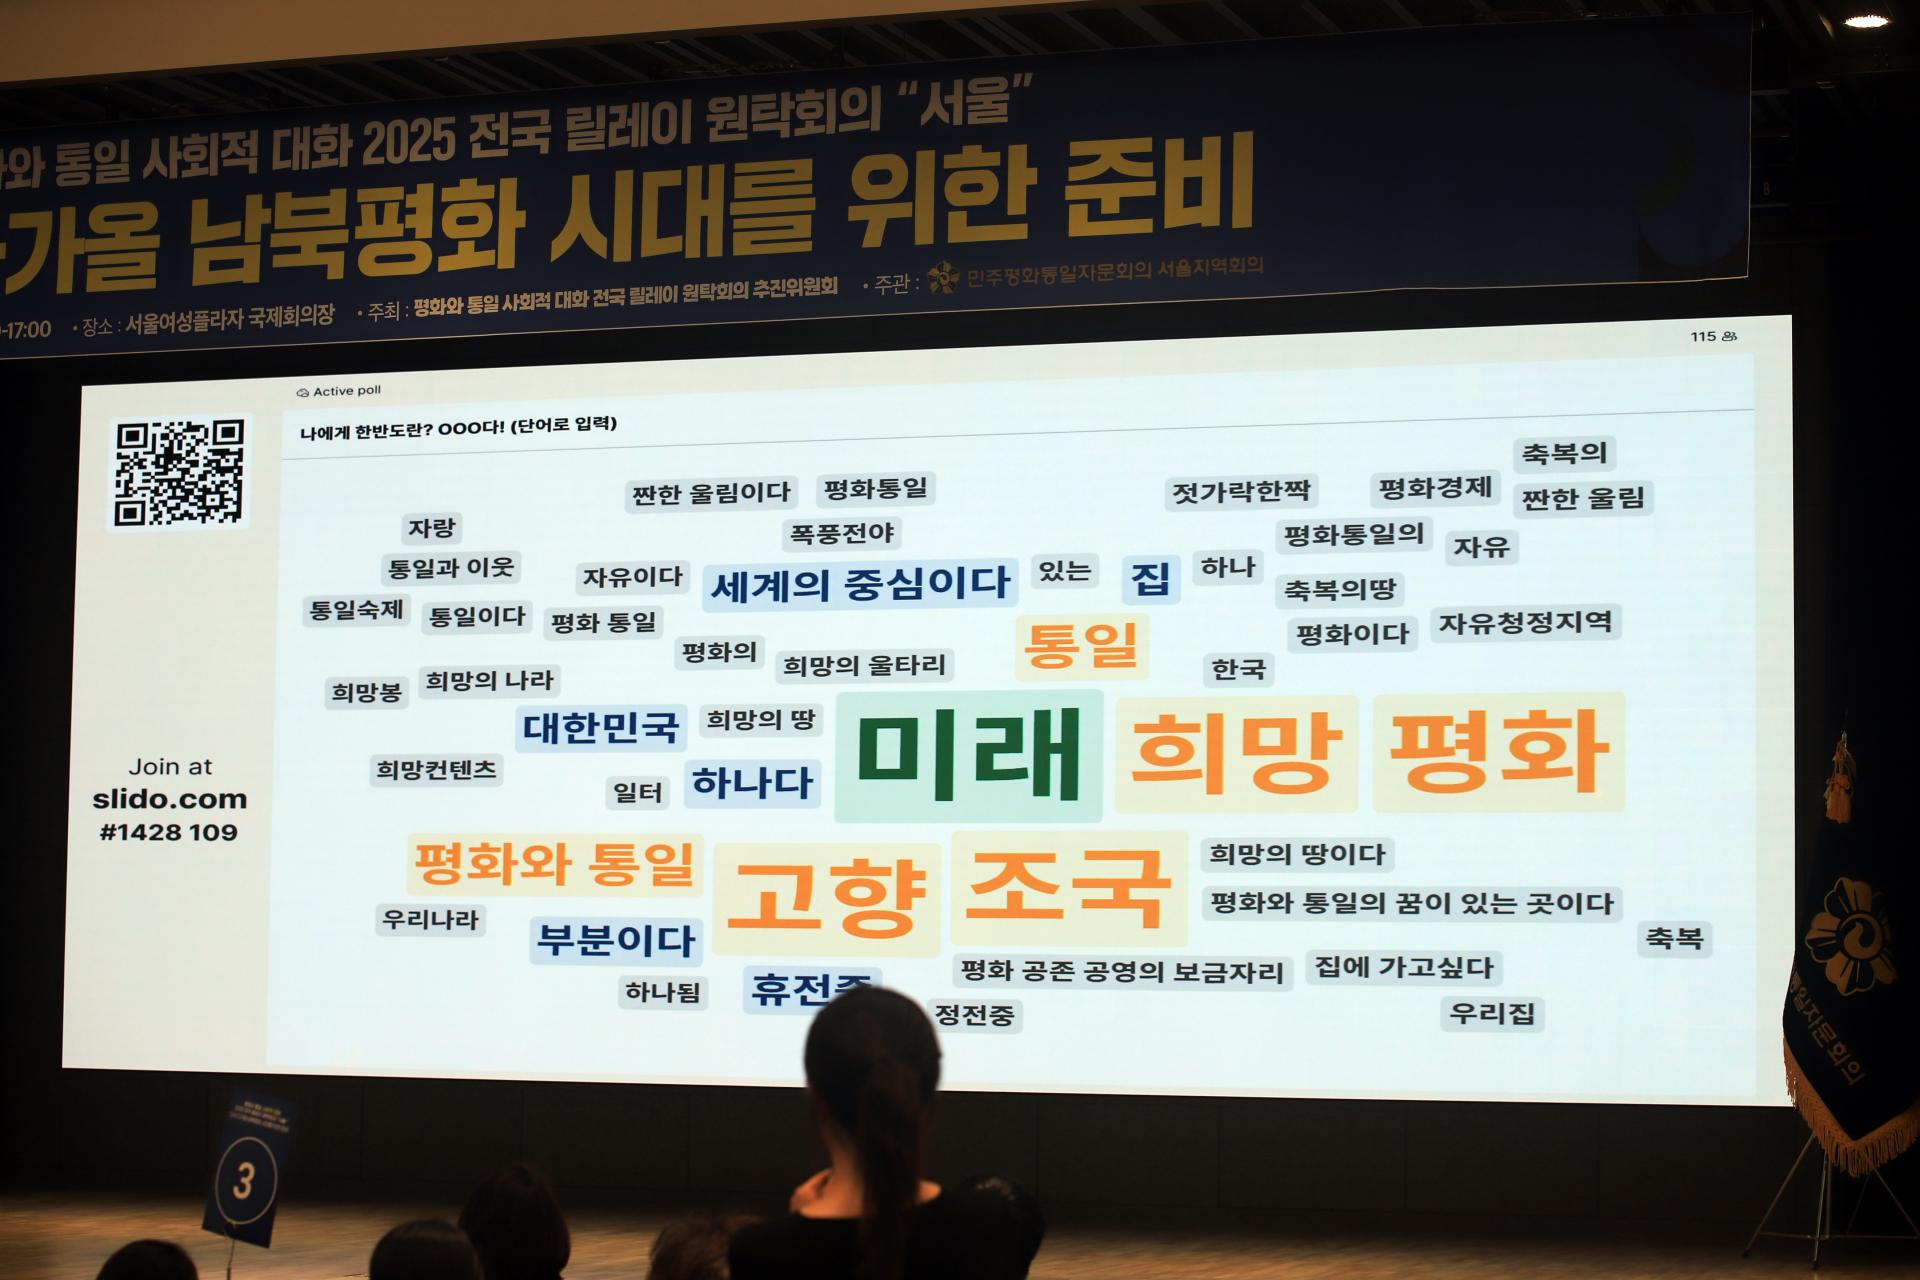 통일 사회적 대화 2025 전국 릴레이 원탁회의 “서울”
가올 남북평화 시대를 위한 준비
-17:00 • 장소 : 서울여성플라자 국제회의장 • 주최 : 평화와 통일 사회적 대화 전국 릴레이 원탁회의 추진위원회 • 주관 : 민주평화통일자문회의 서울지역회의
115
Active poll
나에게 한반도란? OOO다! (단어로 입력)
축복의
짠한 울림이다 평화통일 젓가락한짝 평화경제 짠한 울림
자랑 폭풍전야 평화통일의 자유
통일과 이웃 자유이다 세계의 중심이다 있는 집 하나 축복의땅
통일숙제 통일이다 평화 통일 통일 평화이다 자유청정지역
평화의 희망의 울타리 한국
희망봉 희망의 나라
대한민국 희망의 땅 미래 희망 평화
희망컨텐츠 일터 하나다
Join at
slido.com
#1428 109
평화와 통일 고향 조국 희망의 땅이다
우리나라 부분이다 평화와 통일의 꿈이 있는 곳이다
축복
하나됨 휴전중 평화 공존 공영의 보금자리 집에 가고싶다
정전중 우리집
통일자문회의
3